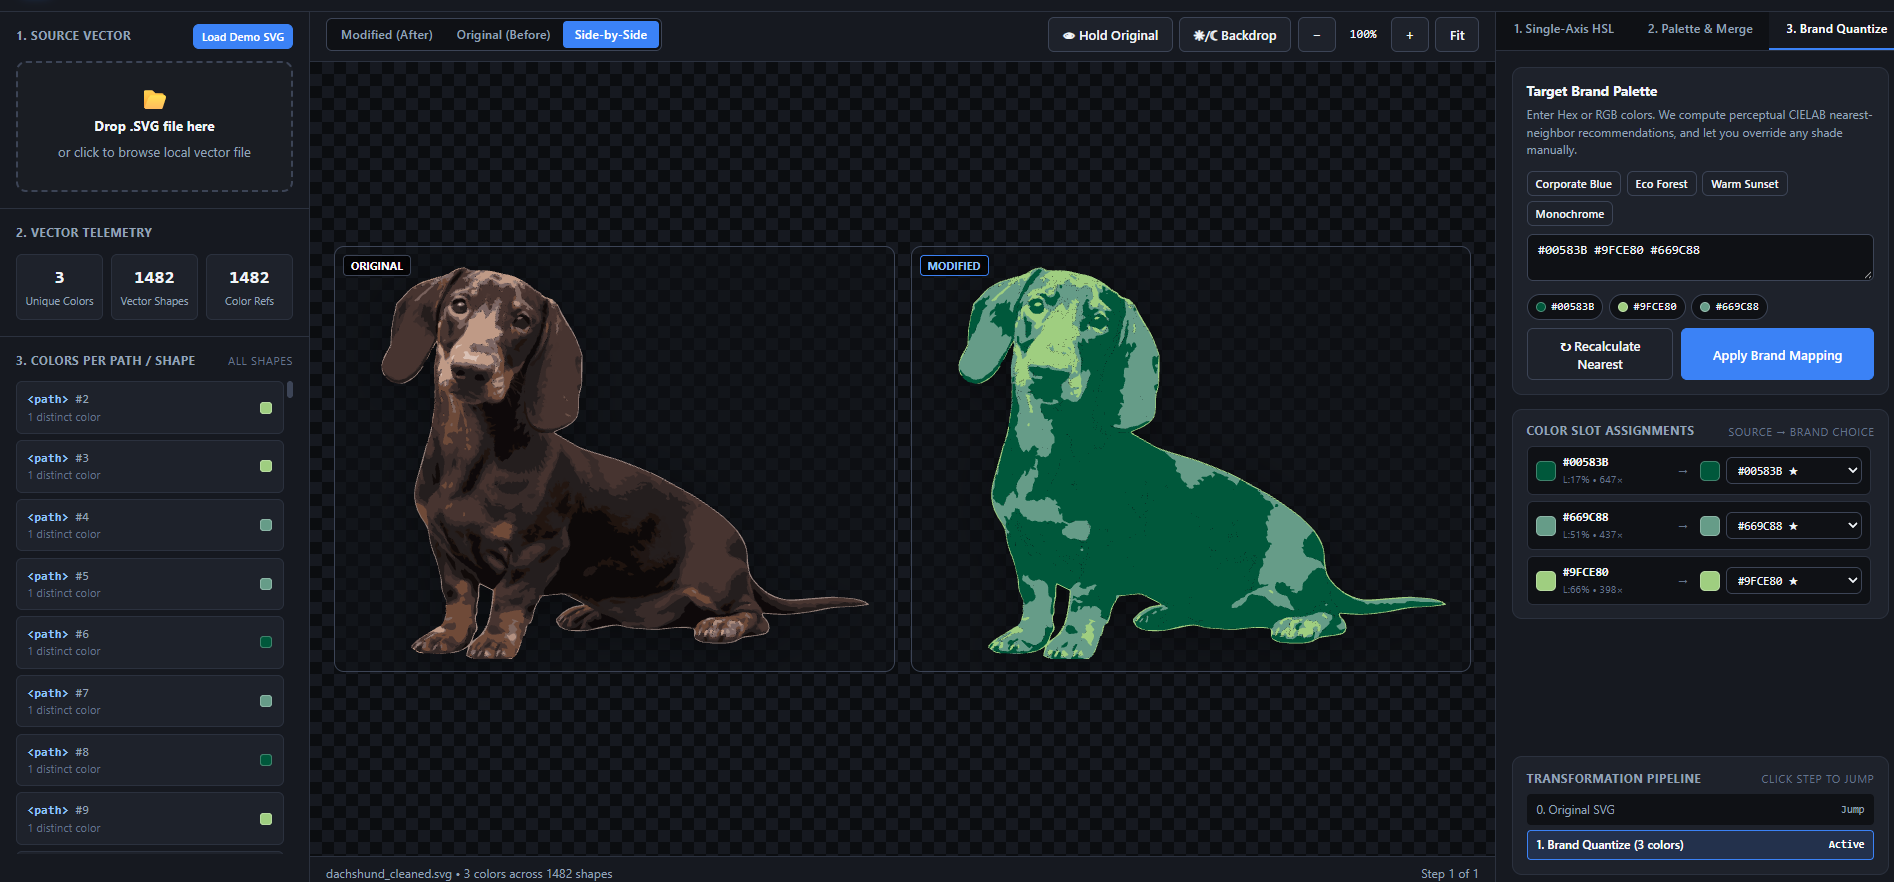 1. SOURCE VECTOR
Load Demo SVG
Drop .SVG file here
or click to browse local vector file
2. VECTOR TELEMETRY
3
Unique Colors
1482
Vector Shapes
1482
Color Refs
3. COLORS PER PATH / SHAPE
ALL SHAPES
<path> #2
1 distinct color
<path> #3
1 distinct color
<path> #4
1 distinct color
<path> #5
1 distinct color
<path> #6
1 distinct color
<path> #7
1 distinct color
<path> #8
1 distinct color
<path> #9
1 distinct color
Modified (After)
Original (Before)
Side-by-Side
Hold Original
☀/☾ Backdrop
−
100%
+
Fit
ORIGINAL
MODIFIED
dachshund_cleaned.svg • 3 colors across 1482 shapes
Step 1 of 1
1. Single-Axis HSL
2. Palette & Merge
3. Brand Quantize
Target Brand Palette
Enter Hex or RGB colors. We compute perceptual CIELAB nearest-
neighbor recommendations, and let you override any shade
manually.
Corporate Blue
Eco Forest
Warm Sunset
Monochrome
#00583B #9FCE80 #669C88
#00583B
#9FCE80
#669C88
↻ Recalculate
Nearest
Apply Brand Mapping
COLOR SLOT ASSIGNMENTS
SOURCE → BRAND CHOICE
#00583B
L:17% • 647×
→
#00583B ★
#669C88
L:51% • 437×
→
#669C88 ★
#9FCE80
L:66% • 398×
→
#9FCE80 ★
TRANSFORMATION PIPELINE
CLICK STEP TO JUMP
0. Original SVG
Jump
1. Brand Quantize (3 colors)
Active